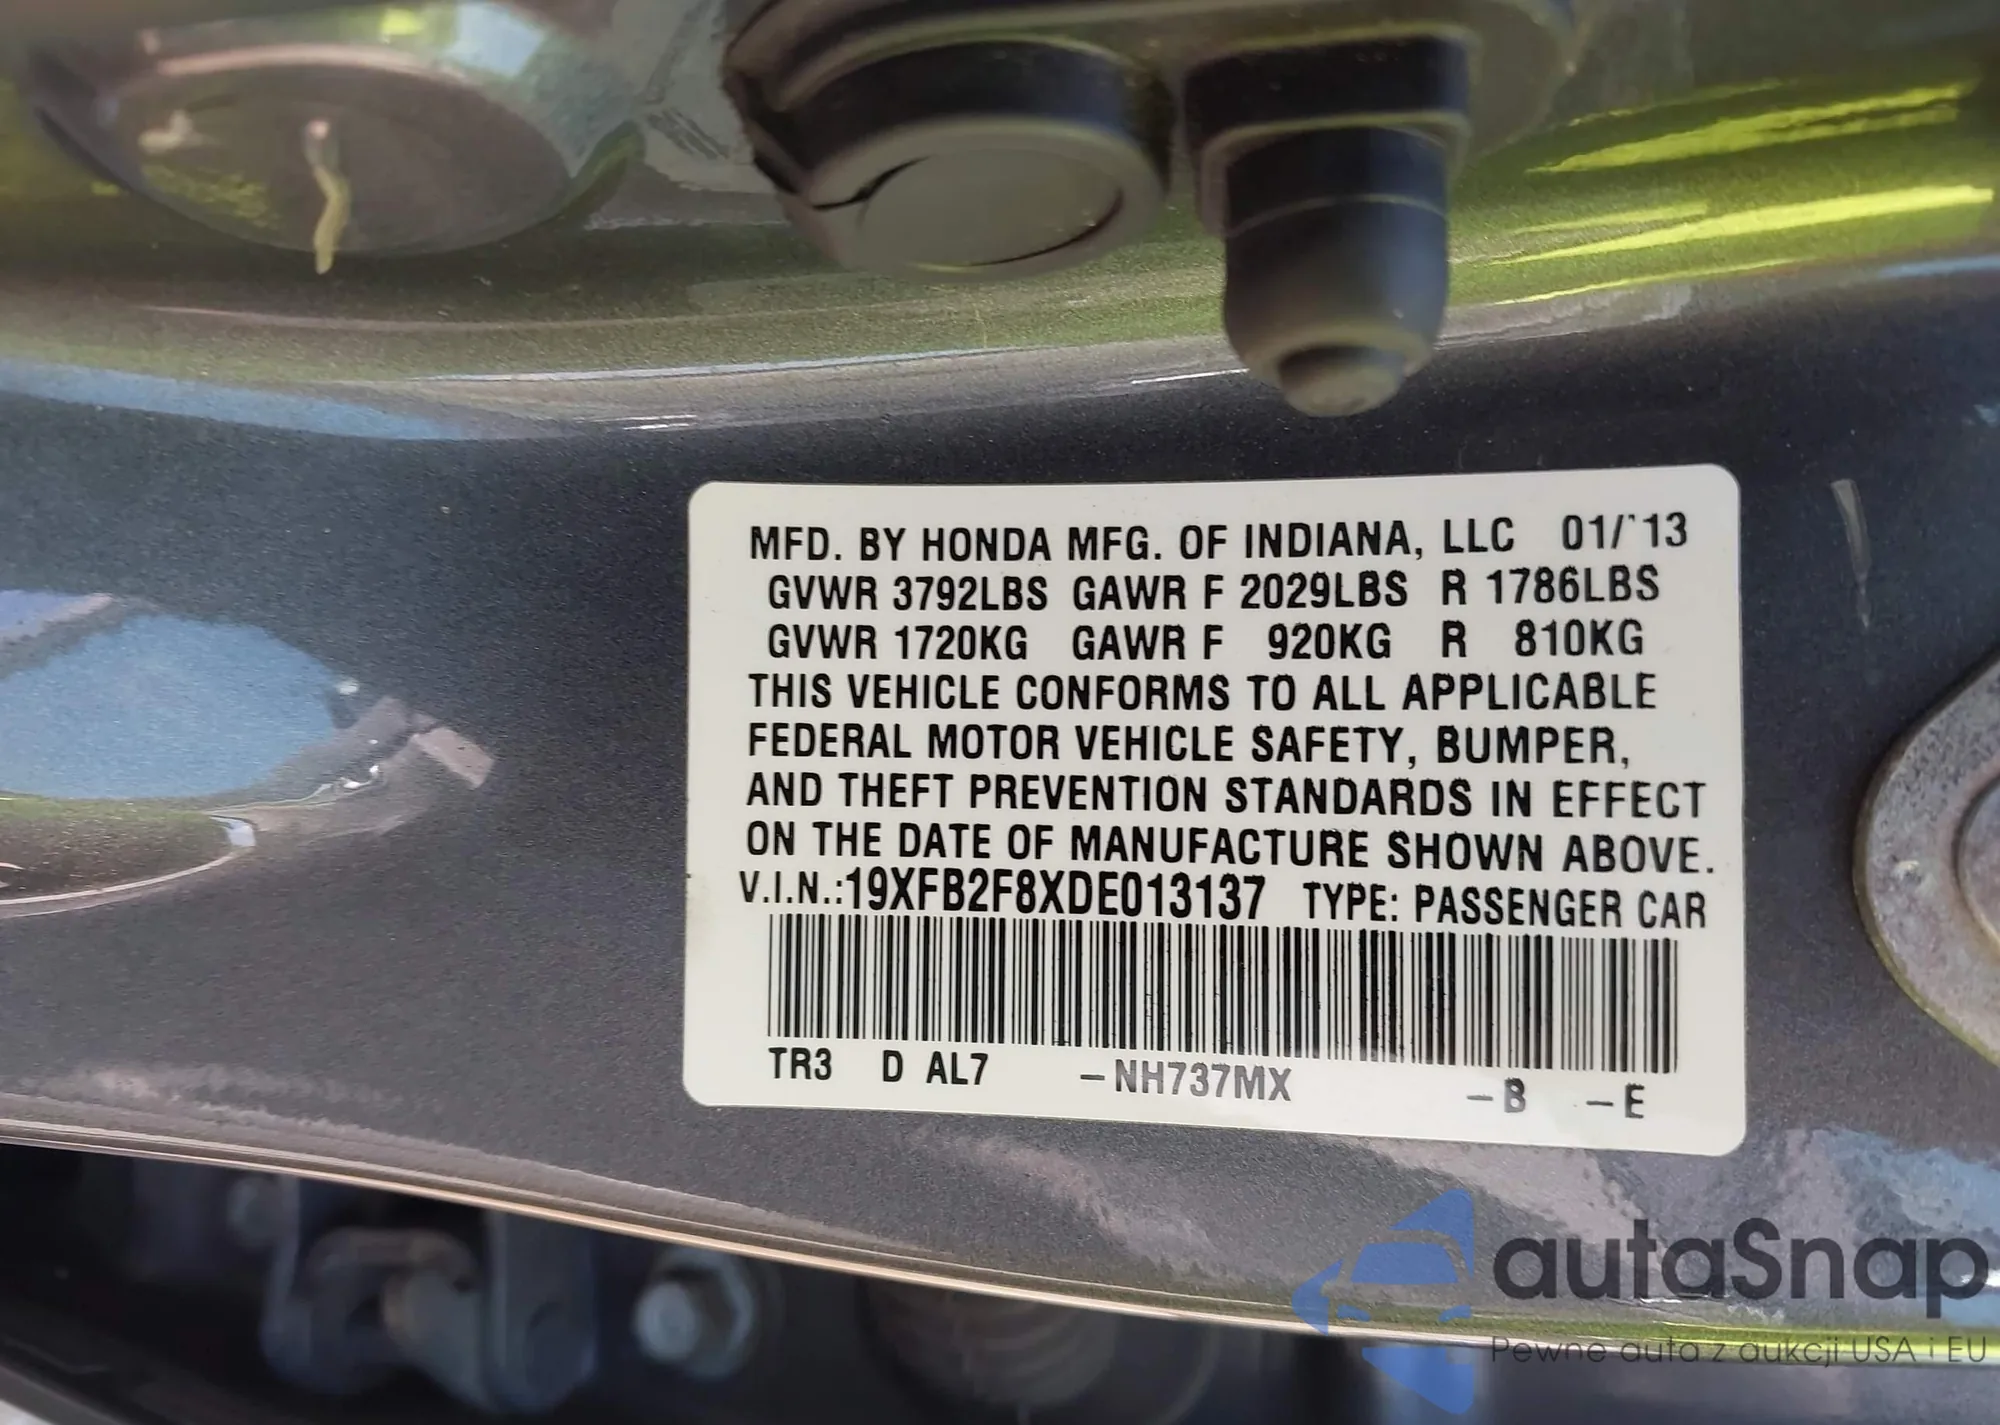 MFD. BY HONDA MFG. OF INDIANA, LLC 01/'13
GVWR 3792LBS GAWR F 2029LBS R 1786LBS
GVWR 1720KG GAWR F 920KG R 810KG
THIS VEHICLE CONFORMS TO ALL APPLICABLE
FEDERAL MOTOR VEHICLE SAFETY, BUMPER,
AND THEFT PREVENTION STANDARDS IN EFFECT
ON THE DATE OF MANUFACTURE SHOWN ABOVE.
V.I.N.:19XFB2F8XDE013137 TYPE: PASSENGER CAR
TR3 D AL7 -NH737MX -B -E
autaSnap
Pewne auta z aukcji USA i EU